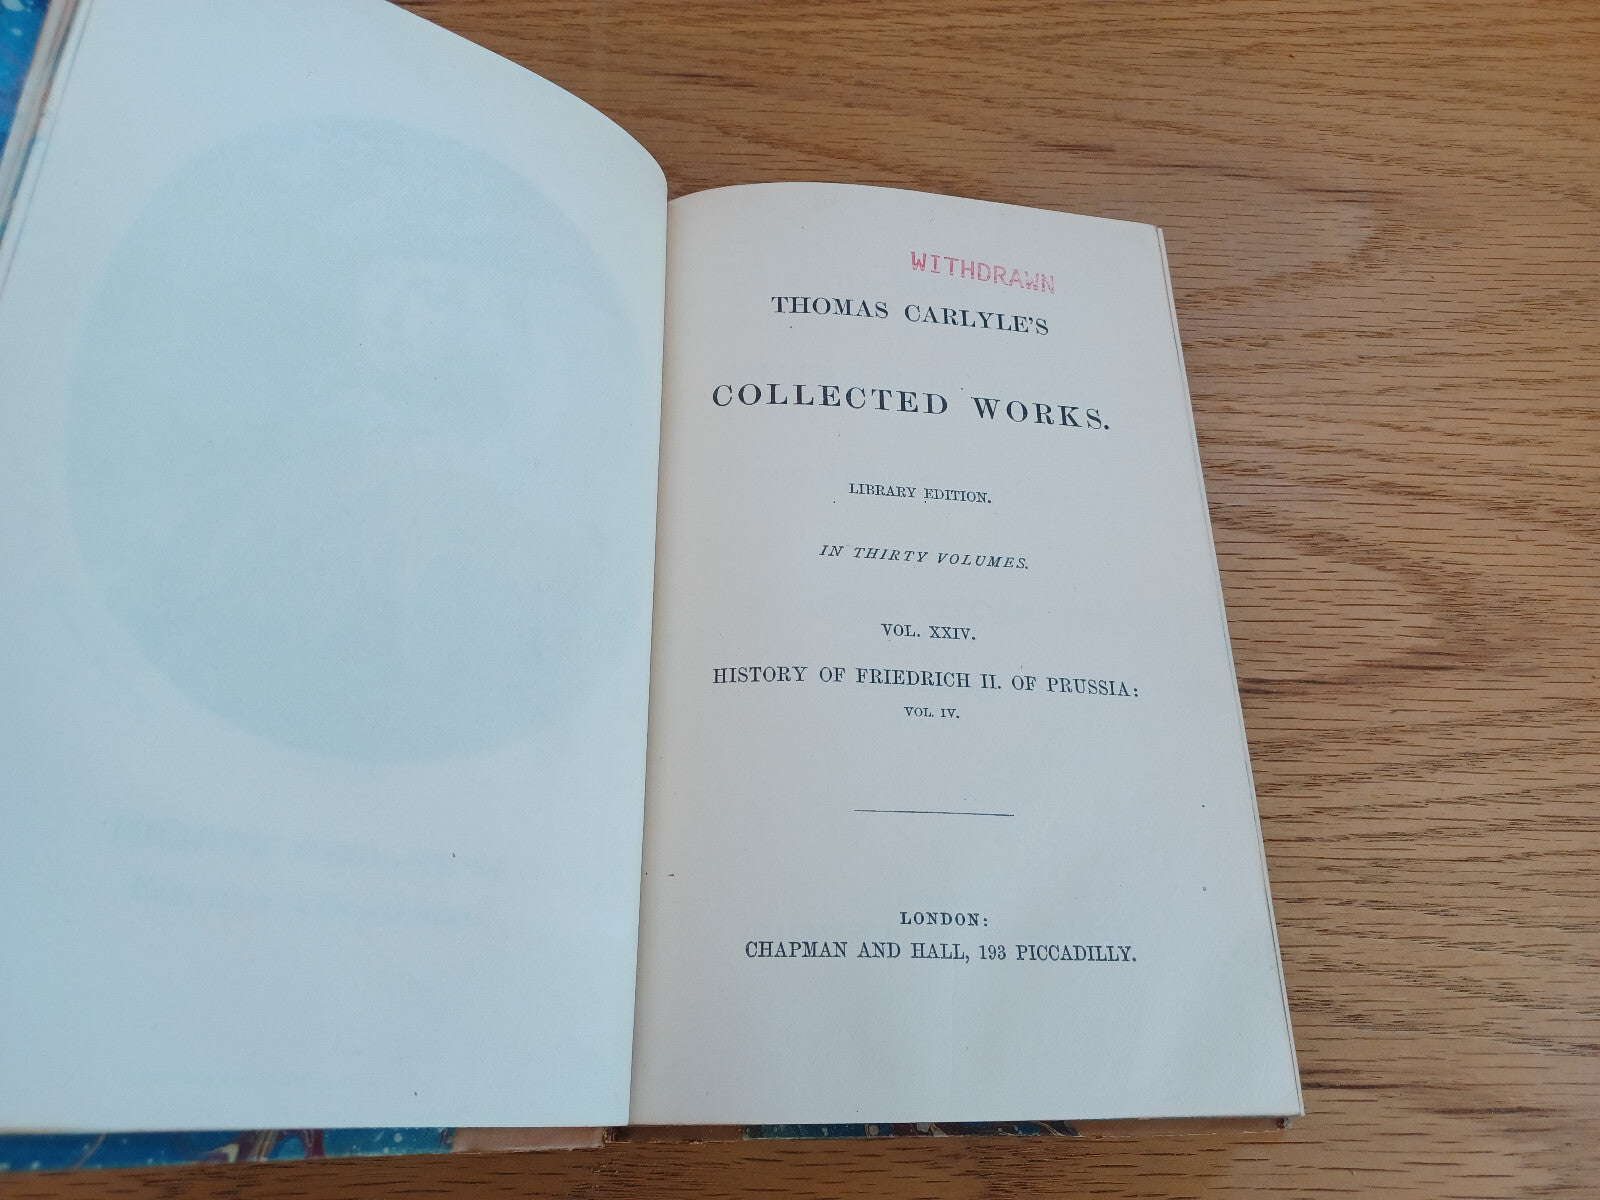 WITHDRAWN
THOMAS CARLYLE'S
COLLECTED WORKS.
LIBRARY EDITION.
IN THIRTY VOLUMES.
VOL. XXIV.
HISTORY OF FRIEDRICH II. OF PRUSSIA:
VOL. IV.
LONDON:
CHAPMAN AND HALL, 193 PICCADILLY.